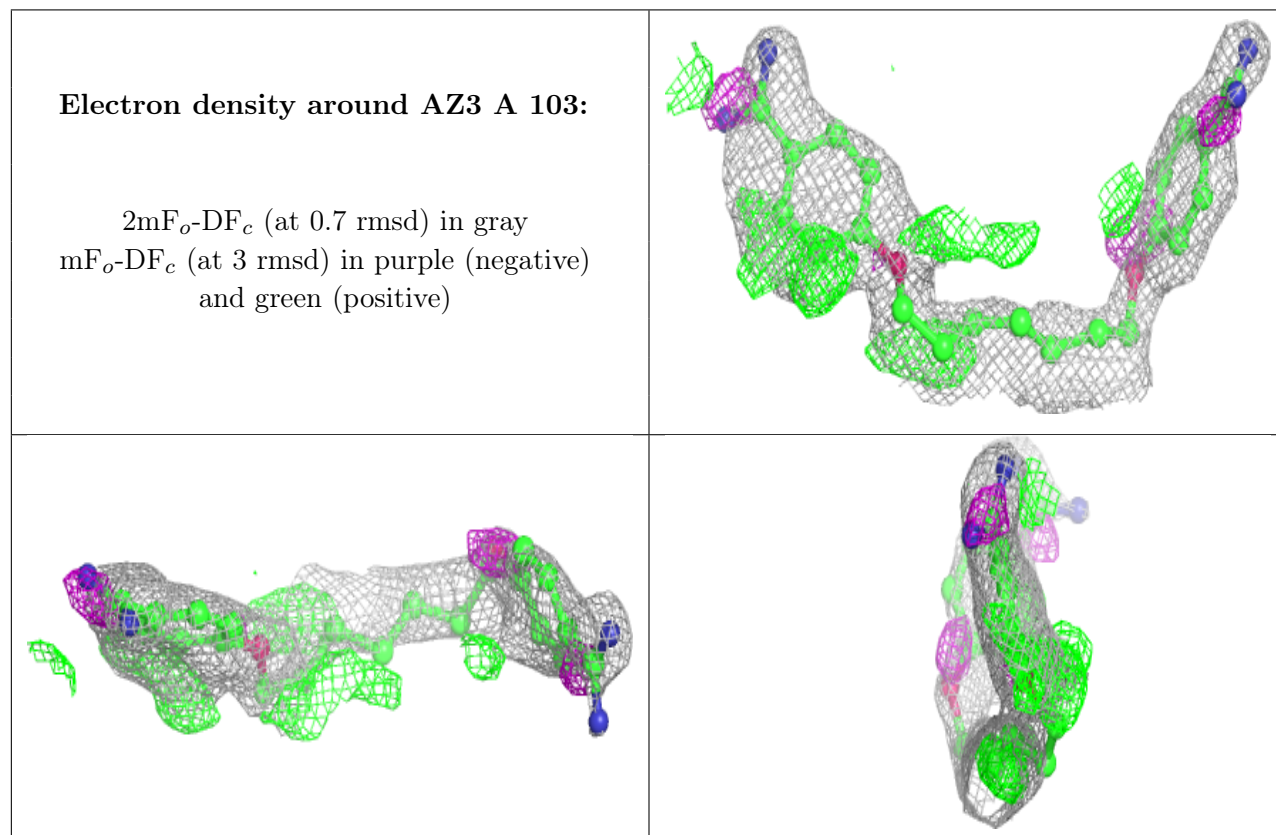 Electron density around AZ3 A 103:
2mFo-DFc (at 0.7 rmsd) in gray
mFo-DFc (at 3 rmsd) in purple (negative)
and green (positive)